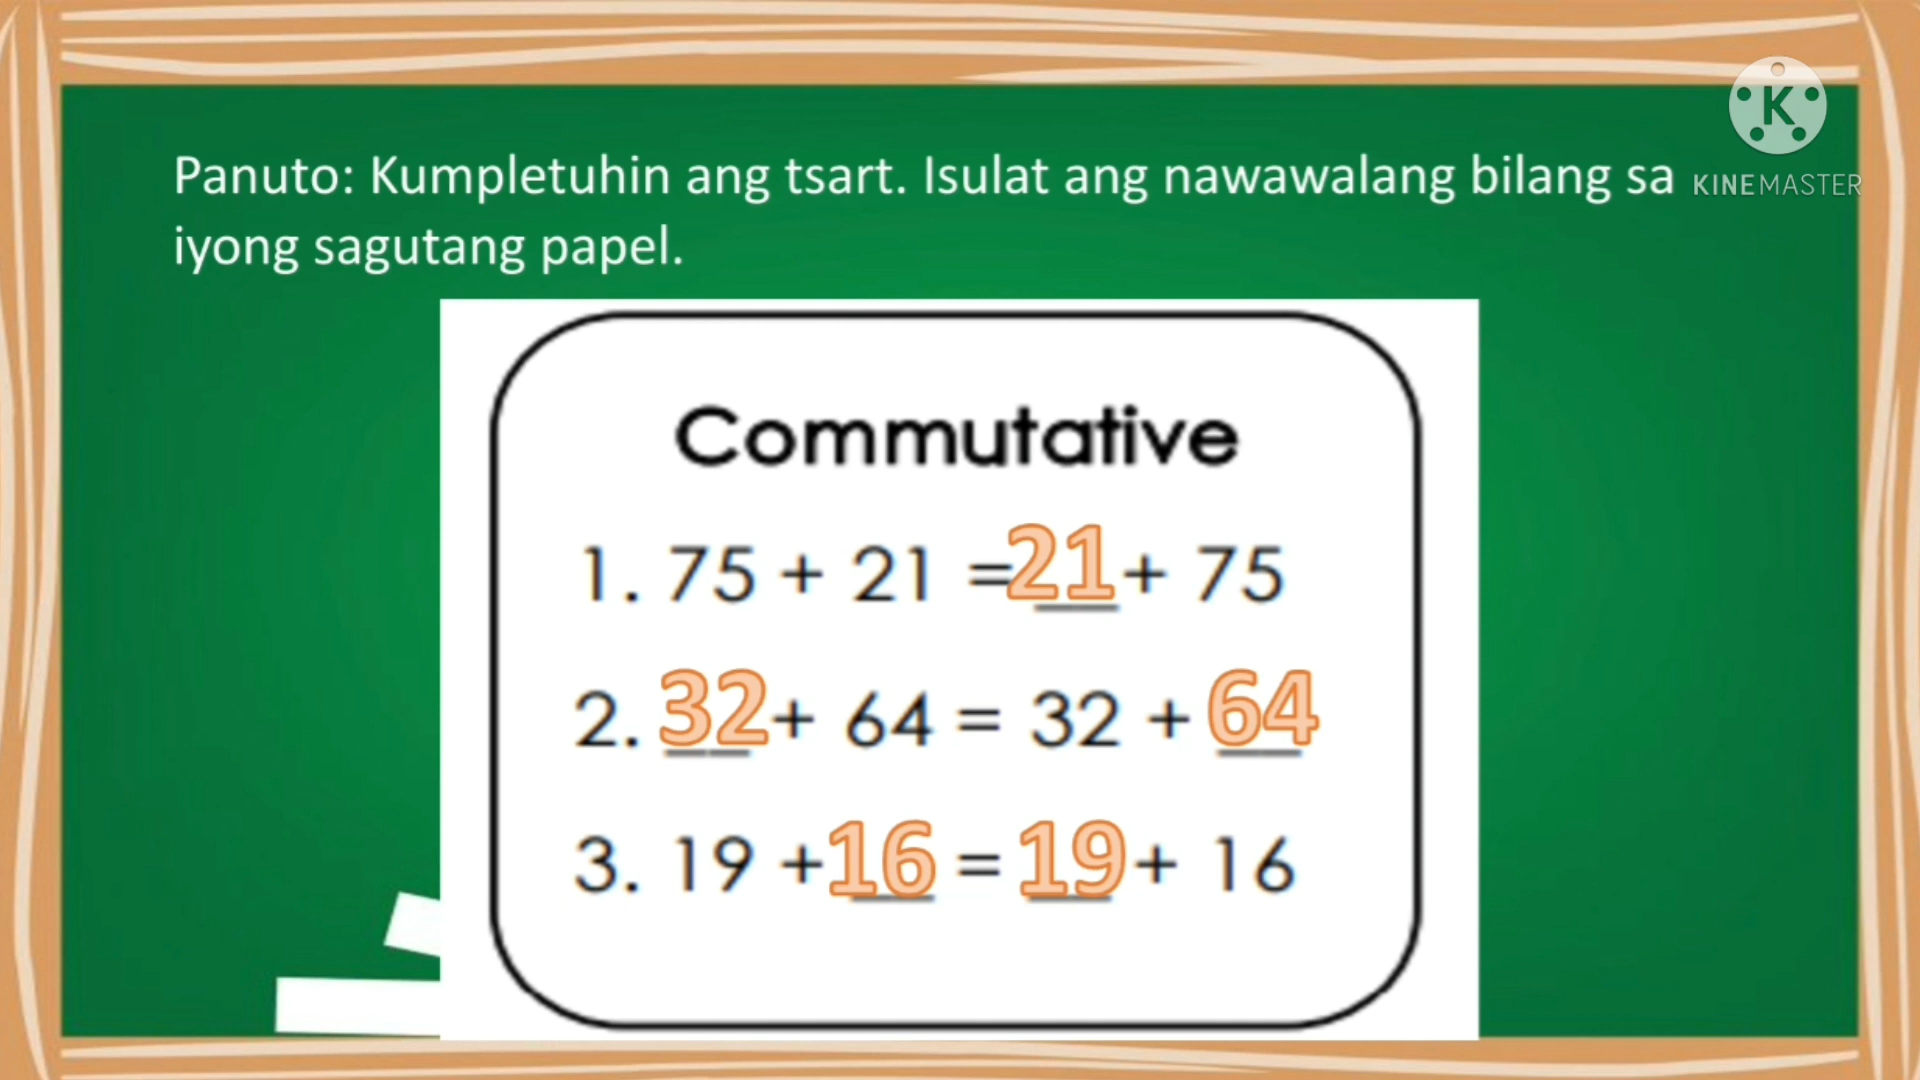 KINEMASTER
Panuto: Kumpletuhin ang tsart. Isulat ang nawawalang bilang sa
iyong sagutang papel.
Commutative
1. 75 + 21 = 21 + 75
2. 32 + 64 = 32 + 64
3. 19 + 16 = 19 + 16